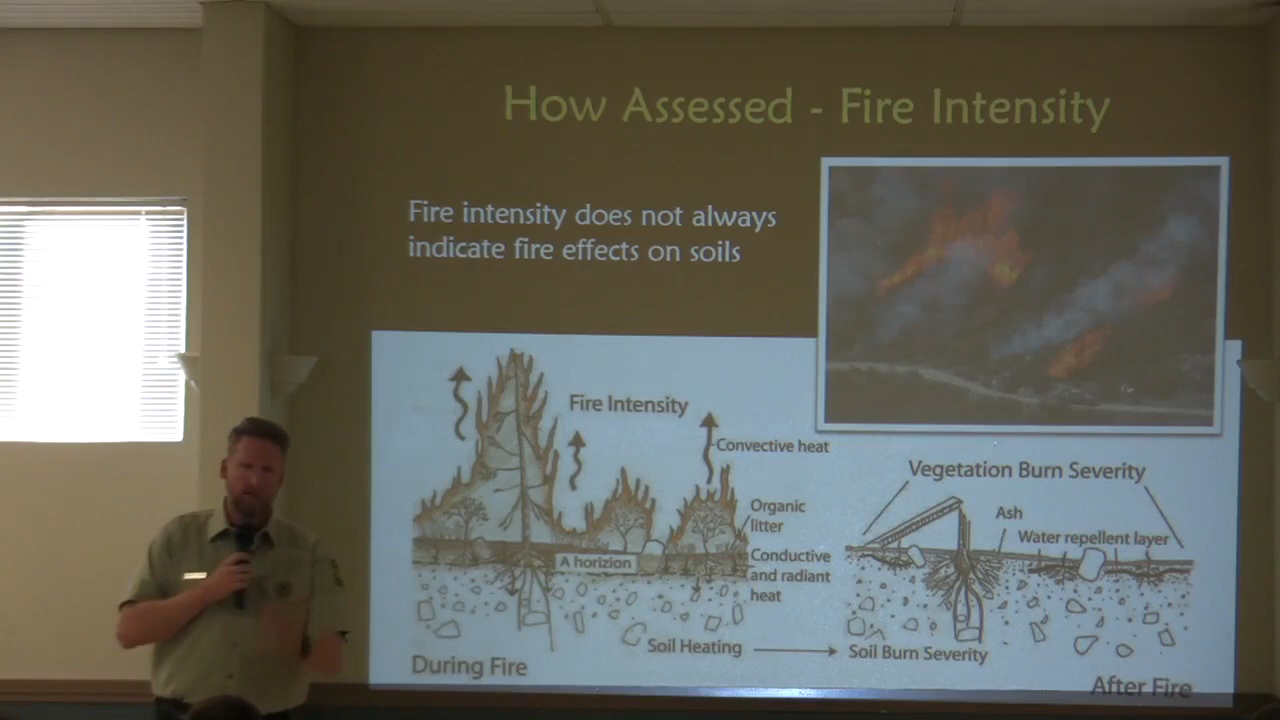 How Assessed - Fire Intensity
Fire intensity does not always
indicate fire effects on soils
Fire Intensity
Convective heat
Organic
litter
A horizion
Conductive
and radiant
heat
Soil Heating
During Fire
Vegetation Burn Severity
Ash
Water repellent layer
Soil Burn Severity
After Fire